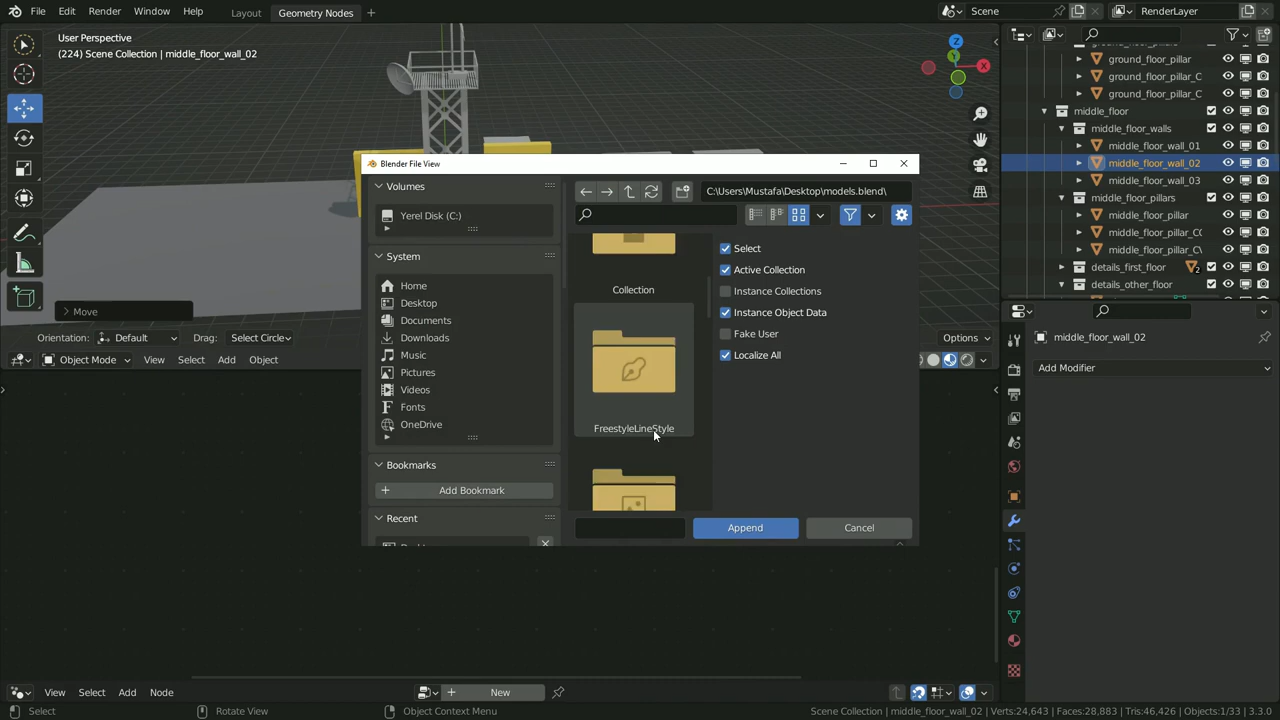 File Edit Render Window Help Layout Geometry Nodes + Scene RenderLayer
User Perspective
(224) Scene Collection | middle_floor_wall_02
Z
Y
X
ground_floor_pillar
ground_floor_pillar_C
ground_floor_pillar_C
middle_floor
middle_floor_walls
middle_floor_wall_01
middle_floor_wall_02
middle_floor_wall_03
middle_floor_pillars
middle_floor_pillar
middle_floor_pillar_C
middle_floor_pillar_C
details_first_floor 2
details_other_floor
Blender File View
Volumes
Yerel Disk (C:)
System
Home
Desktop
Documents
Downloads
Music
Pictures
Videos
Fonts
OneDrive
Bookmarks
Add Bookmark
Recent
C:\Users\Mustafa\Desktop\models.blend\
Collection
FreestyleLineStyle
Select
Active Collection
Instance Collections
Instance Object Data
Fake User
Localize All
Append Cancel
Move
Orientation: Default Drag: Select Circle Options
Object Mode View Select Add Object
middle_floor_wall_02
Add Modifier
View Select Add Node New
Select Rotate View Object Context Menu Scene Collection | middle_floor_wall_02 | Verts:24,643 | Faces:28,883 | Tris:46,426 | Objects:1/33 | 3.3.0